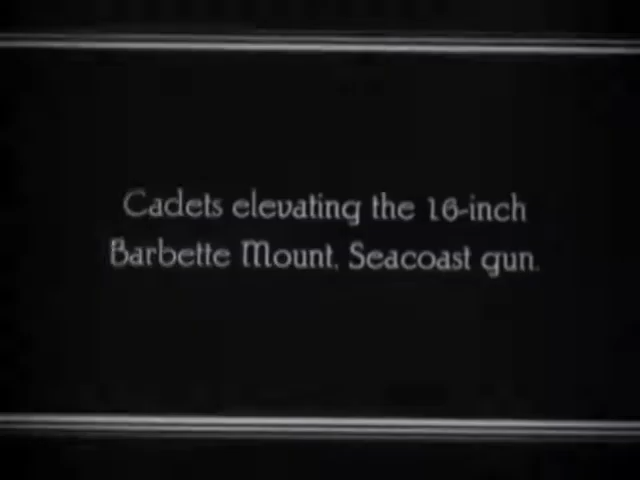 Cadets elevating the 16-inch
Barbette Mount, Seacoast gun.